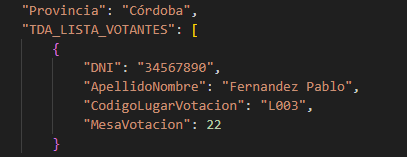 "Provincia": "Córdoba",
"TDA_LISTA_VOTANTES": [
{
"DNI": "34567890",
"ApellidoNombre": "Fernandez Pablo",
"CodigoLugarVotacion": "L003",
"MesaVotacion": 22
}